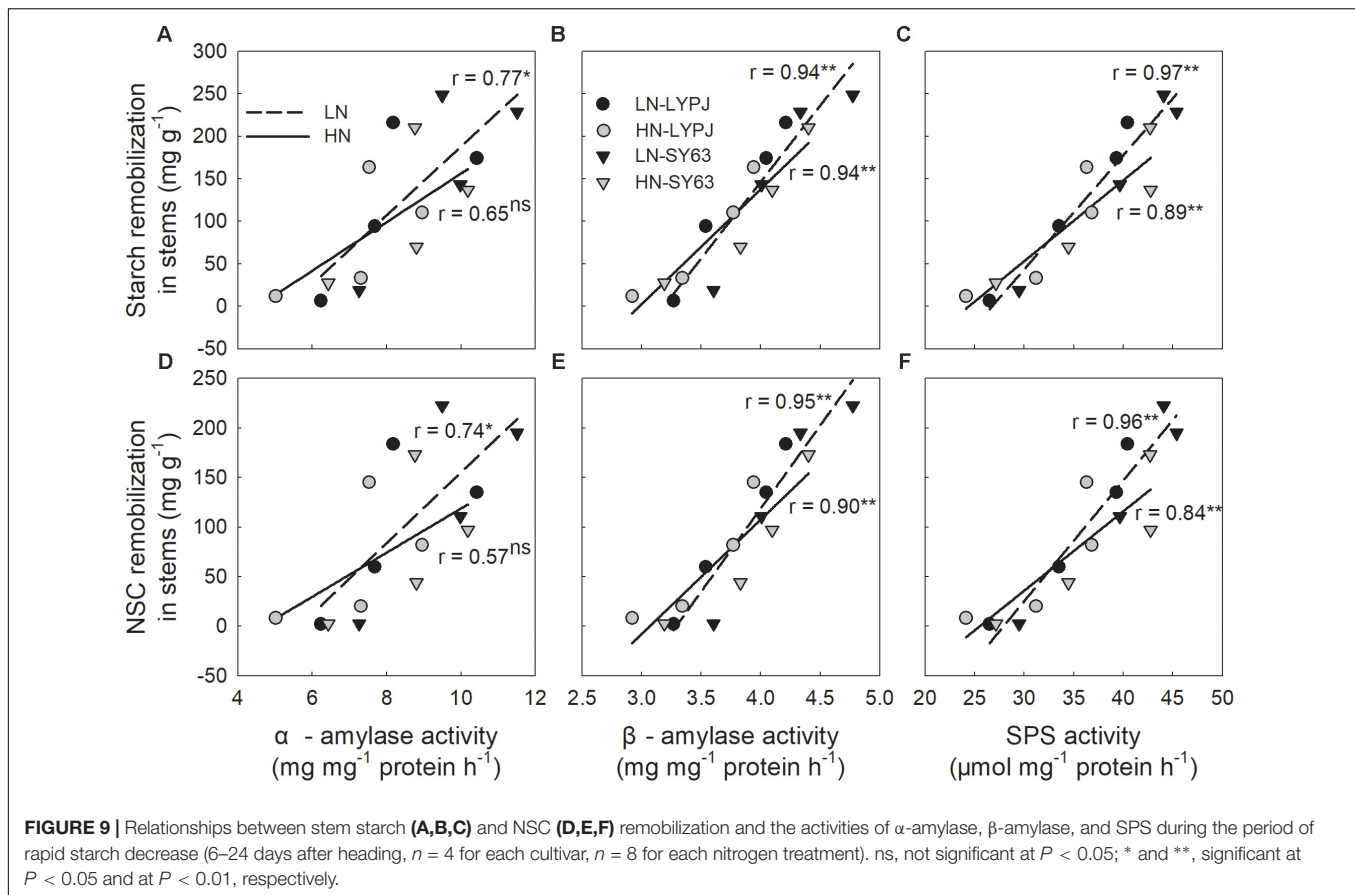 A B C
300
250
200
150
100
50
0
-50
Starch remobilization
in stems (mg g⁻¹)
r = 0.77*
LN
HN
r = 0.65ns
r = 0.94**
LN-LYPJ
HN-LYPJ
LN-SY63
HN-SY63
r = 0.94**
r = 0.97**
r = 0.89**
D E F
250
200
150
100
50
0
-50
NSC remobilization
in stems (mg g⁻¹)
r = 0.74*
r = 0.57ns
r = 0.95**
r = 0.90**
r = 0.96**
r = 0.84**
4 6 8 10 12
2.5 3.0 3.5 4.0 4.5 5.0
20 25 30 35 40 45 50
α - amylase activity
(mg mg⁻¹ protein h⁻¹)
β - amylase activity
(mg mg⁻¹ protein h⁻¹)
SPS activity
(μmol mg⁻¹ protein h⁻¹)
FIGURE 9 | Relationships between stem starch (A,B,C) and NSC (D,E,F) remobilization and the activities of α-amylase, β-amylase, and SPS during the period of
rapid starch decrease (6–24 days after heading, n = 4 for each cultivar, n = 8 for each nitrogen treatment). ns, not significant at P < 0.05; * and **, significant at
P < 0.05 and at P < 0.01, respectively.